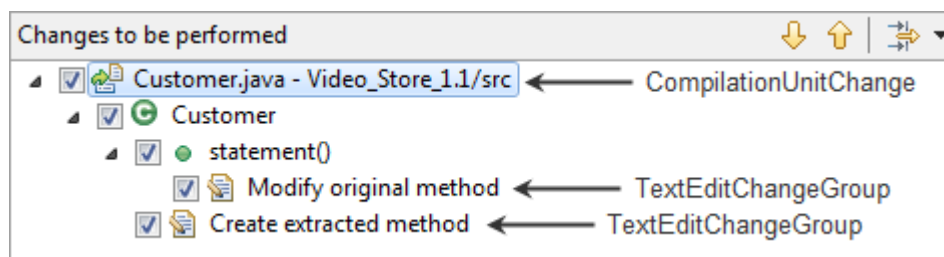 Changes to be performed
Customer.java - Video_Store_1.1/src CompilationUnitChange
Customer
statement()
Modify original method TextEditChangeGroup
Create extracted method TextEditChangeGroup